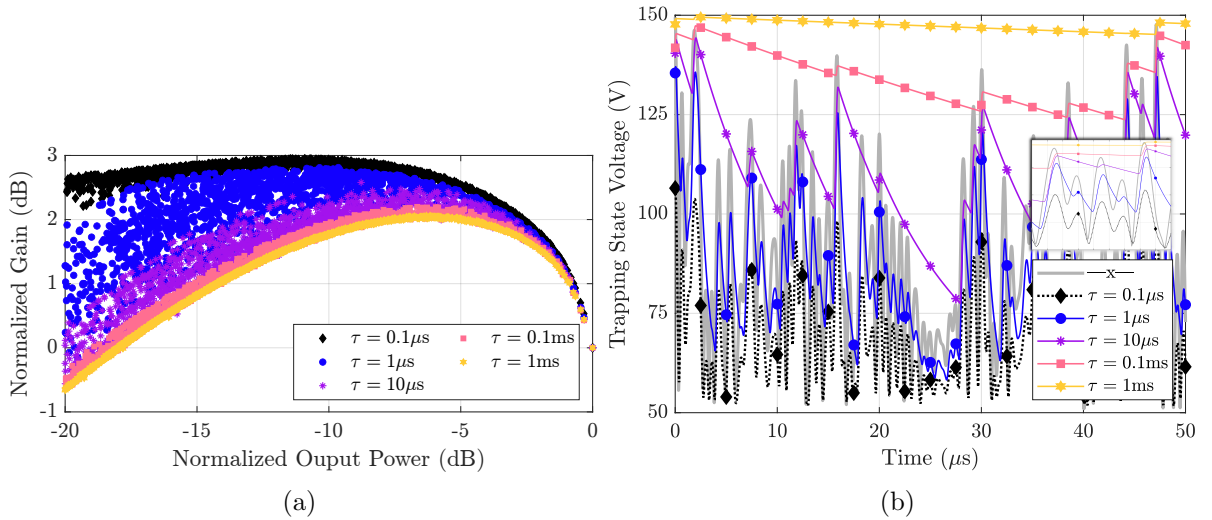 Normalized Gain (dB)
3
2
1
0
-1
-20
-15
-10
-5
0
Normalized Ouput Power (dB)
τ = 0.1μs
τ = 1μs
τ = 10μs
τ = 0.1ms
τ = 1ms
(a)
Trapping State Voltage (V)
150
125
100
75
50
0
10
20
30
40
50
Time (μs)
—x—
τ = 0.1μs
τ = 1μs
τ = 10μs
τ = 0.1ms
τ = 1ms
(b)